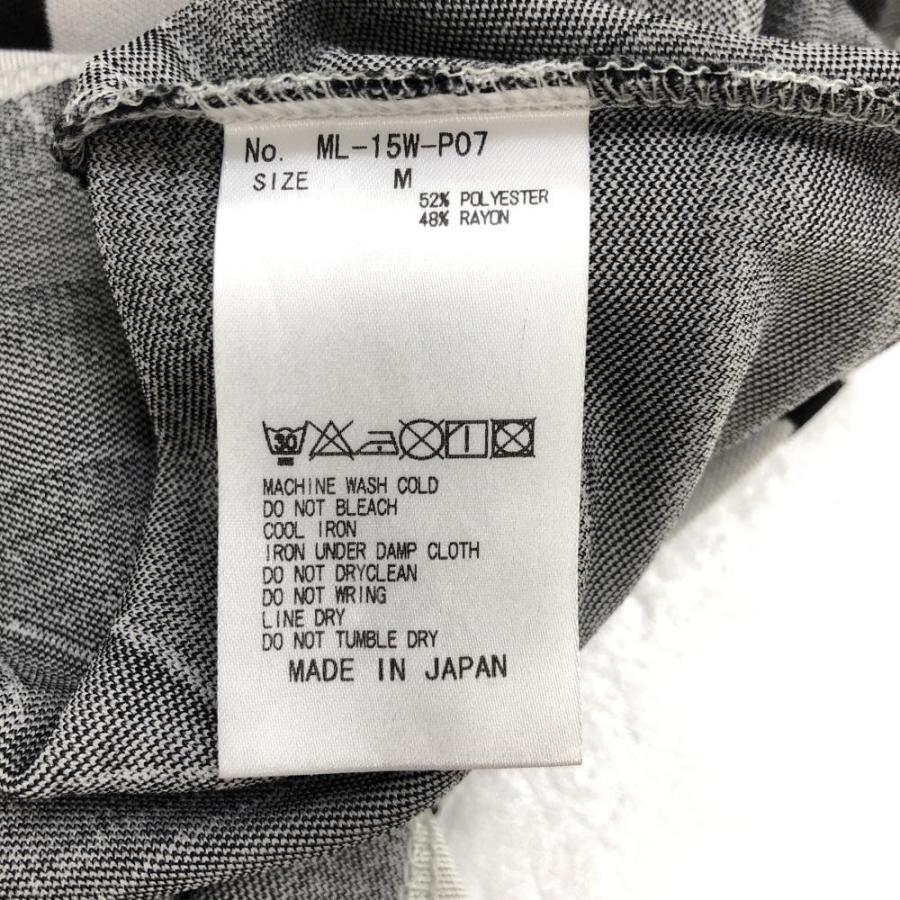 No. ML-15W-P07
SIZE M
52% POLYESTER
48% RAYON
30
MACHINE WASH COLD
DO NOT BLEACH
COOL IRON
IRON UNDER DAMP CLOTH
DO NOT DRYCLEAN
DO NOT WRING
LINE DRY
DO NOT TUMBLE DRY
MADE IN JAPAN